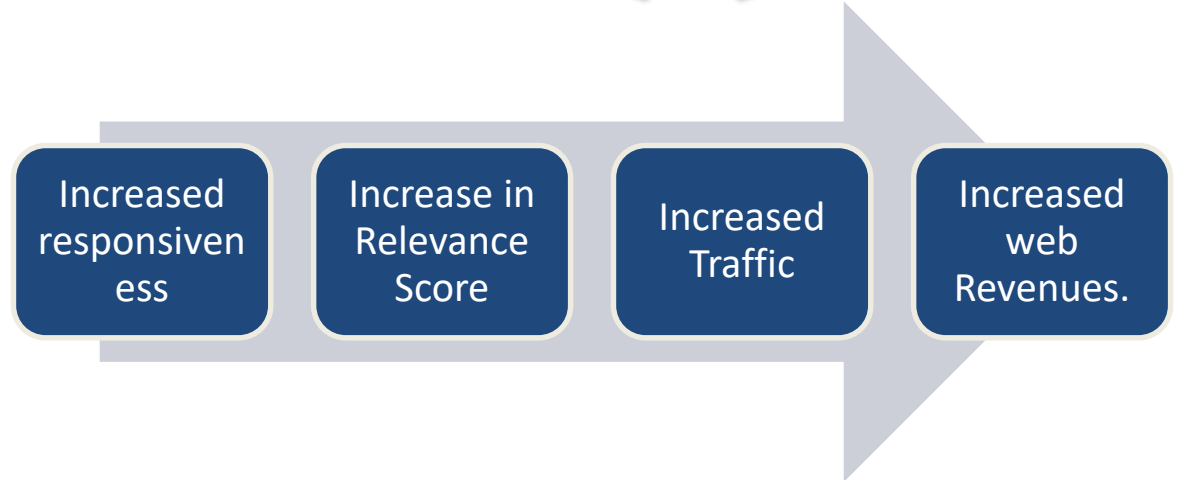 Increased
responsiven
ess
Increase in
Relevance
Score
Increased
Traffic
Increased
web
Revenues.